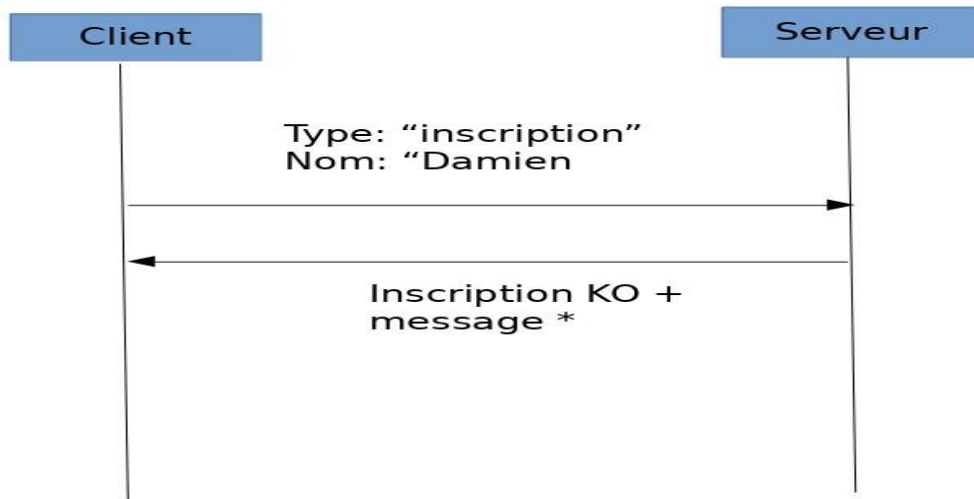 Client
Serveur
Type: “inscription”
Nom: “Damien
Inscription KO +
message *